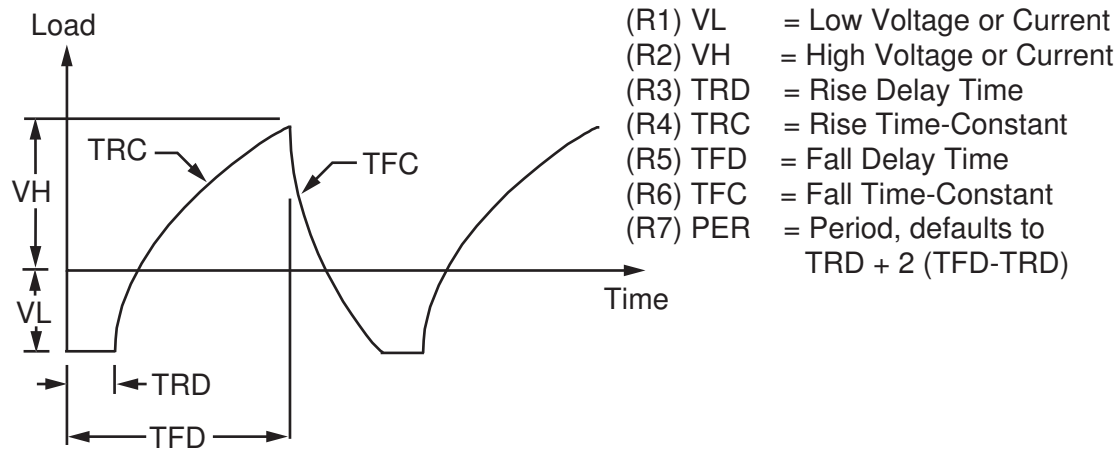 Load
TRC
TFC
VH
VL
Time
TRD
TFD
(R1) VL = Low Voltage or Current
(R2) VH = High Voltage or Current
(R3) TRD = Rise Delay Time
(R4) TRC = Rise Time-Constant
(R5) TFD = Fall Delay Time
(R6) TFC = Fall Time-Constant
(R7) PER = Period, defaults to
TRD + 2 (TFD-TRD)